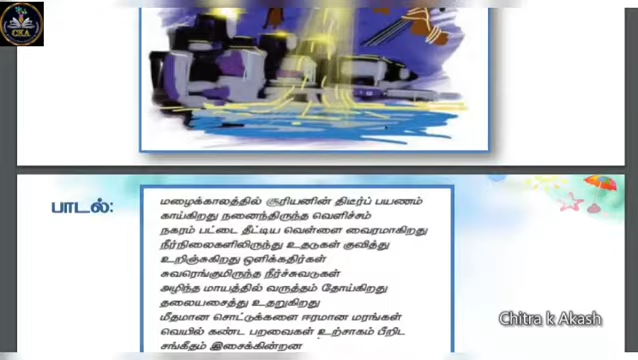 CKA
பாடல்:
மழைக்காலத்தில் சூரியனின் திடீர்ப் பயணம்
காய்கிறது நனைந்திருந்த வெளிச்சம்
நகரம் பட்டை தீட்டிய வெள்ளை வைரமாகிறது
நீர்நிலைகளிலிருந்து உதடுகள் குவித்து
உறிஞ்சுகிறது ஒளிக்கதிர்கள்
சுவரெங்குமிருந்த நீர்ச்சுவடுகள்
அழிந்த மாயத்தில் வருத்தம் தோய்கிறது
தலையசைத்து உதறுகிறது
மீதமான சொட்டுக்களை ஈரமான மரங்கள்
வெயில் கண்ட பறவைகள் உற்சாகம் பீறிட
சங்கீதம் இசைக்கின்றன
Chitra k Akash